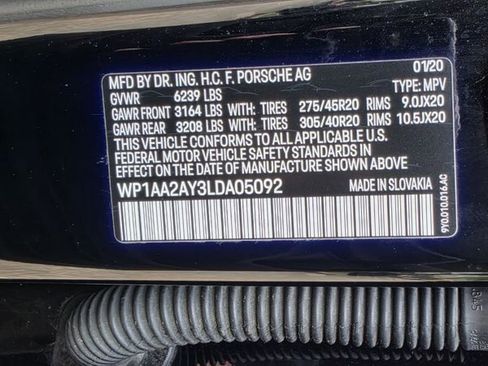 MFD BY DR. ING. H.C. F. PORSCHE AG 01/20
GVWR 6239 LBS TYPE: MPV
GAWR FRONT 3164 LBS WITH: TIRES 275/45R20 RIMS 9.0JX20
GAWR REAR 3208 LBS WITH: TIRES 305/40R20 RIMS 10.5JX20
THIS VEHICLE CONFORMS TO ALL APPLICABLE U.S.
FEDERAL MOTOR VEHICLE SAFETY STANDARDS IN
EFFECT ON THE DATE OF MANUFACTURE SHOWN ABOVE.
WP1AA2AY3LDA05092 MADE IN SLOVAKIA
9Y0.010.016.AC